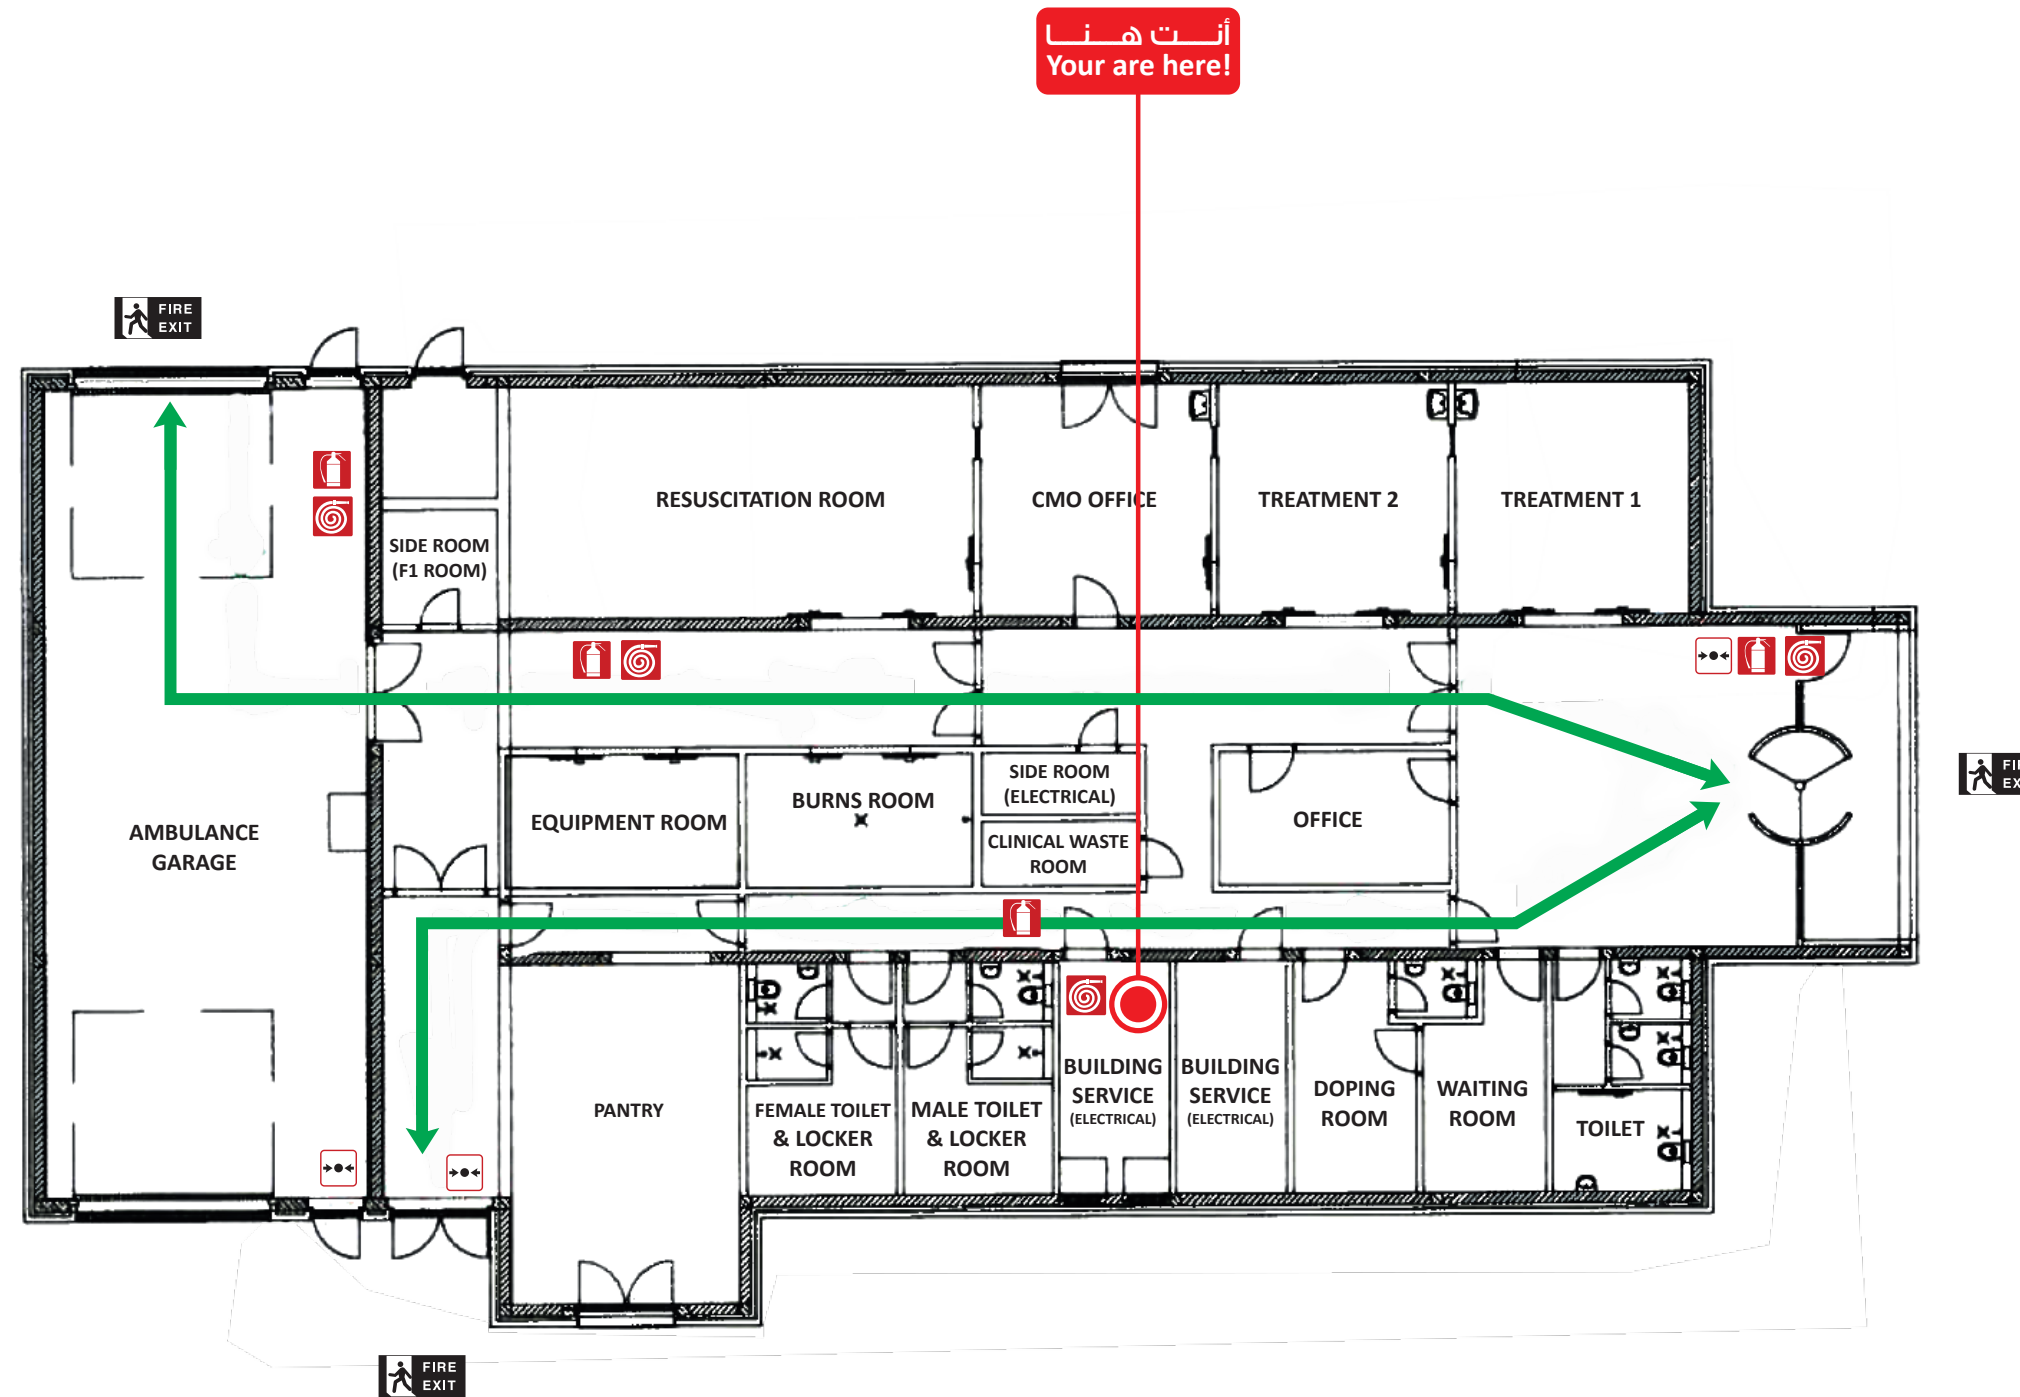 أنت هنا
Your are here!
FIRE
EXIT
RESUSCITATION ROOM
CMO OFFICE
TREATMENT 2
TREATMENT 1
SIDE ROOM
(F1 ROOM)
SIDE ROOM
(ELECTRICAL)
CLINICAL WASTE
ROOM
EQUIPMENT ROOM
BURNS ROOM
OFFICE
AMBULANCE
GARAGE
FI
EX
PANTRY
FEMALE TOILET
& LOCKER
ROOM
MALE TOILET
& LOCKER
ROOM
BUILDING
SERVICE
(ELECTRICAL)
BUILDING
SERVICE
(ELECTRICAL)
DOPING
ROOM
WAITING
ROOM
TOILET
FIRE
EXIT